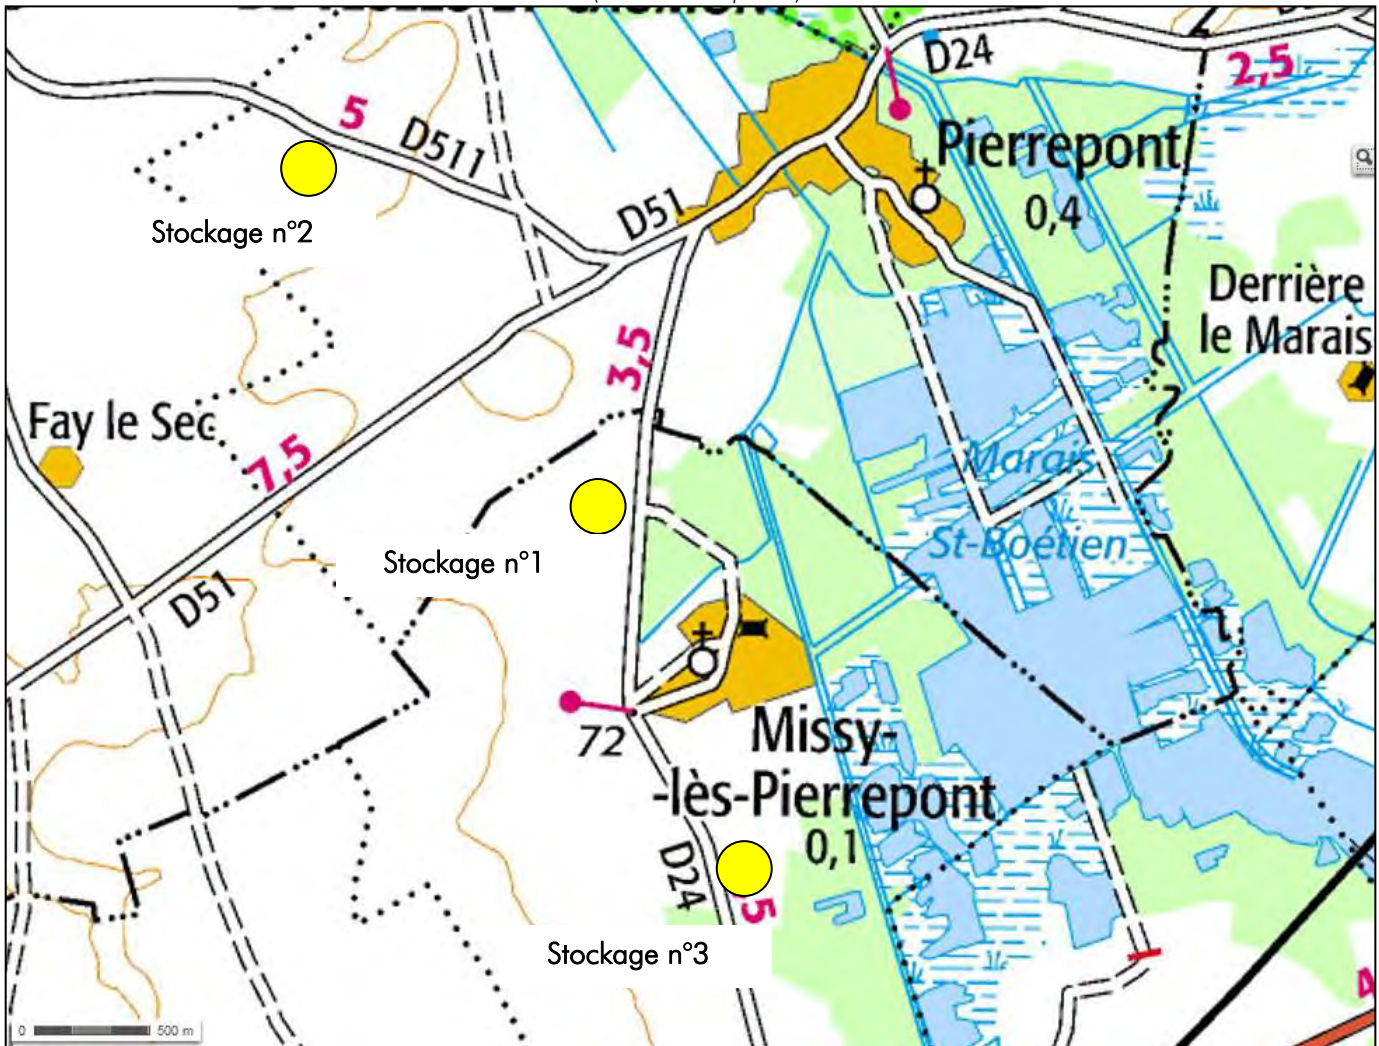 D24
2,5
5
D511
Pierrepont
0,4
D51
Stockage n°2
Derrière
le Marais
3,5
Fay le Sec
7,5
Marais
St-Boétien
Stockage n°1
D51
72
Missy-
-lès-Pierrepont
0,1
D24
5
Stockage n°3
4
0 500 m